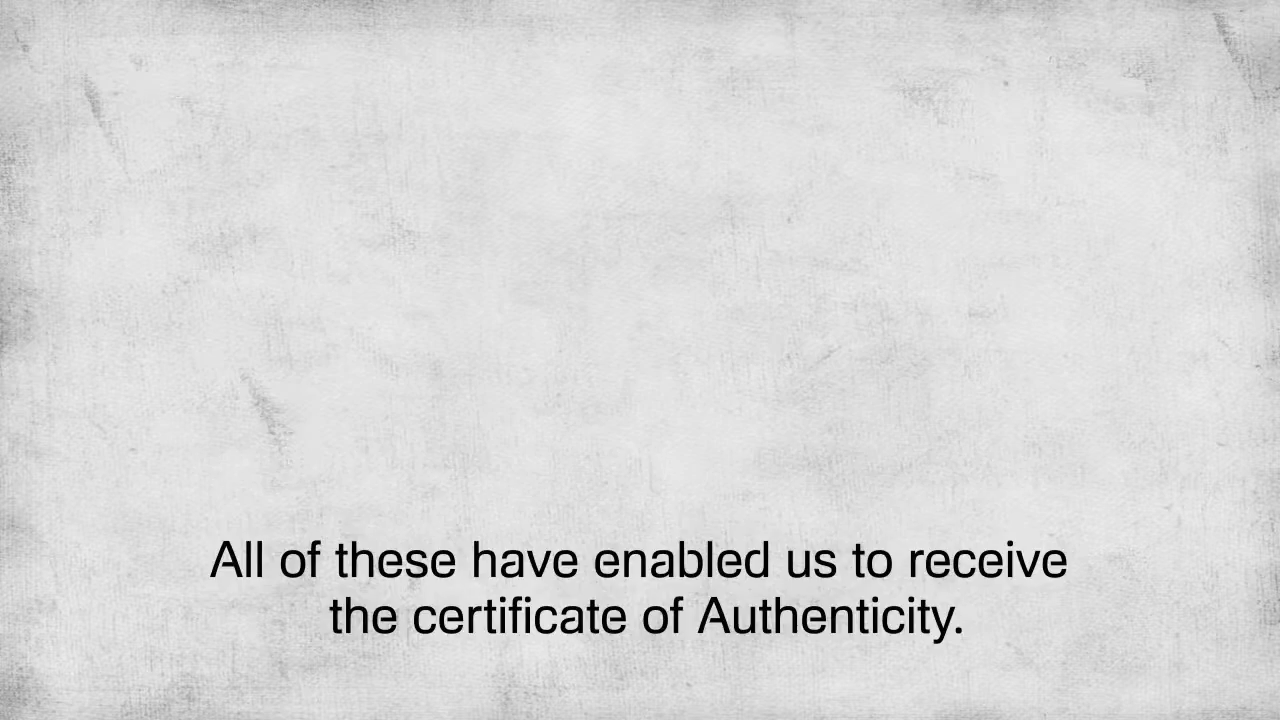 All of these have enabled us to receive
the certificate of Authenticity.